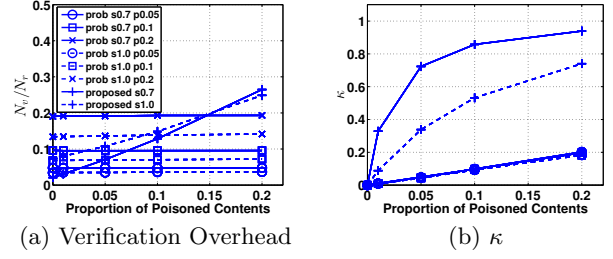 0.5
0.4
0.3
0.2
0.1
0
N_v/N_r
prob s0.7 p0.05
prob s0.7 p0.1
prob s0.7 p0.2
prob s1.0 p0.05
prob s1.0 p0.1
prob s1.0 p0.2
proposed s0.7
proposed s1.0
0 0.05 0.1 0.15 0.2
Proportion of Poisoned Contents
(a) Verification Overhead
1
0.8
0.6
0.4
0.2
0
κ
0 0.05 0.1 0.15 0.2
Proportion of Poisoned Contents
(b) κ